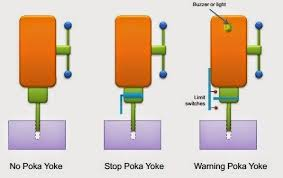 Buzzer or light
Limit
switches
No Poka Yoke
Stop Poka Yoke
Warning Poka Yoke